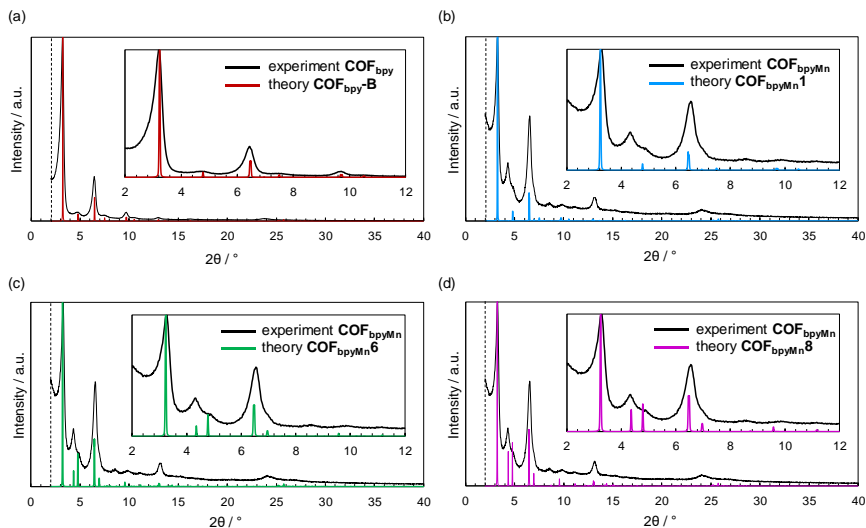 (a)
Intensity / a.u.
experiment COFbpy
theory COFbpy-B
2 4 6 8 10 12
0 5 10 15 20 25 30 35 40
2θ / °
(b)
Intensity / a.u.
experiment COFbpyMn
theory COFbpyMn1
2 4 6 8 10 12
0 5 10 15 20 25 30 35 40
2θ / °
(c)
Intensity / a.u.
experiment COFbpyMn
theory COFbpyMn6
2 4 6 8 10 12
0 5 10 15 20 25 30 35 40
2θ / °
(d)
Intensity / a.u.
experiment COFbpyMn
theory COFbpyMn8
2 4 6 8 10 12
0 5 10 15 20 25 30 35 40
2θ / °